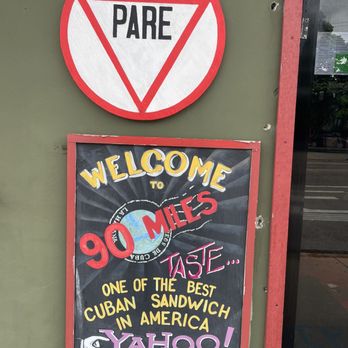 PARE
WELCOME
TO
90 MILES
TASTE...
ONE OF THE BEST
CUBAN SANDWICH
IN AMERICA
YAHOO!